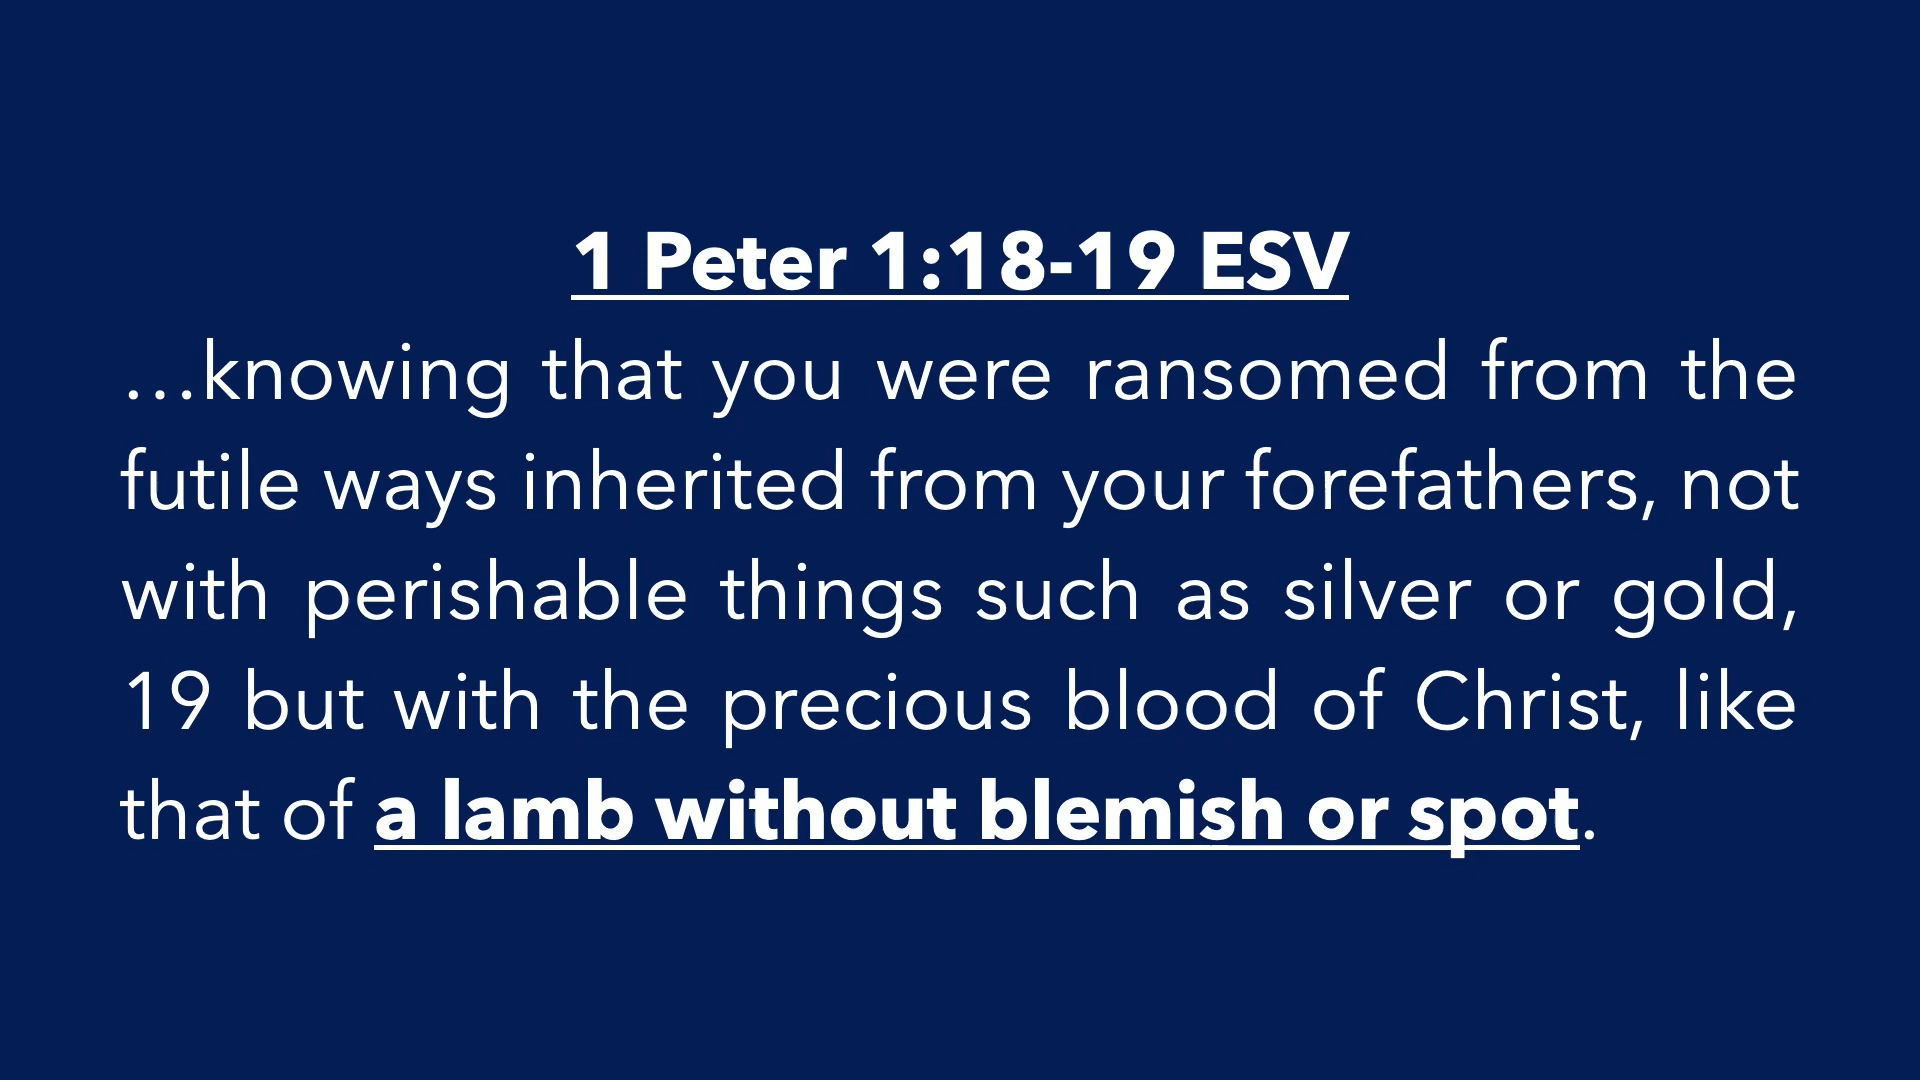 1 Peter 1:18-19 ESV
…knowing that you were ransomed from the
futile ways inherited from your forefathers, not
with perishable things such as silver or gold,
19 but with the precious blood of Christ, like
that of a lamb without blemish or spot.